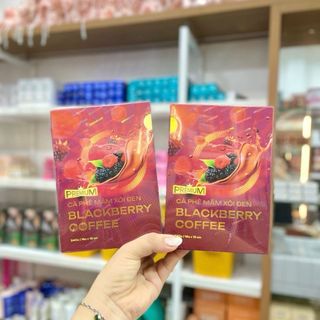 PREMIUM
CÀ PHÊ MÂM XÔI ĐEN
BLACKBERRY
COFFEE
PREMIUM
CÀ PHÊ MÂM XÔI ĐEN
BLACKBERRY
COFFEE